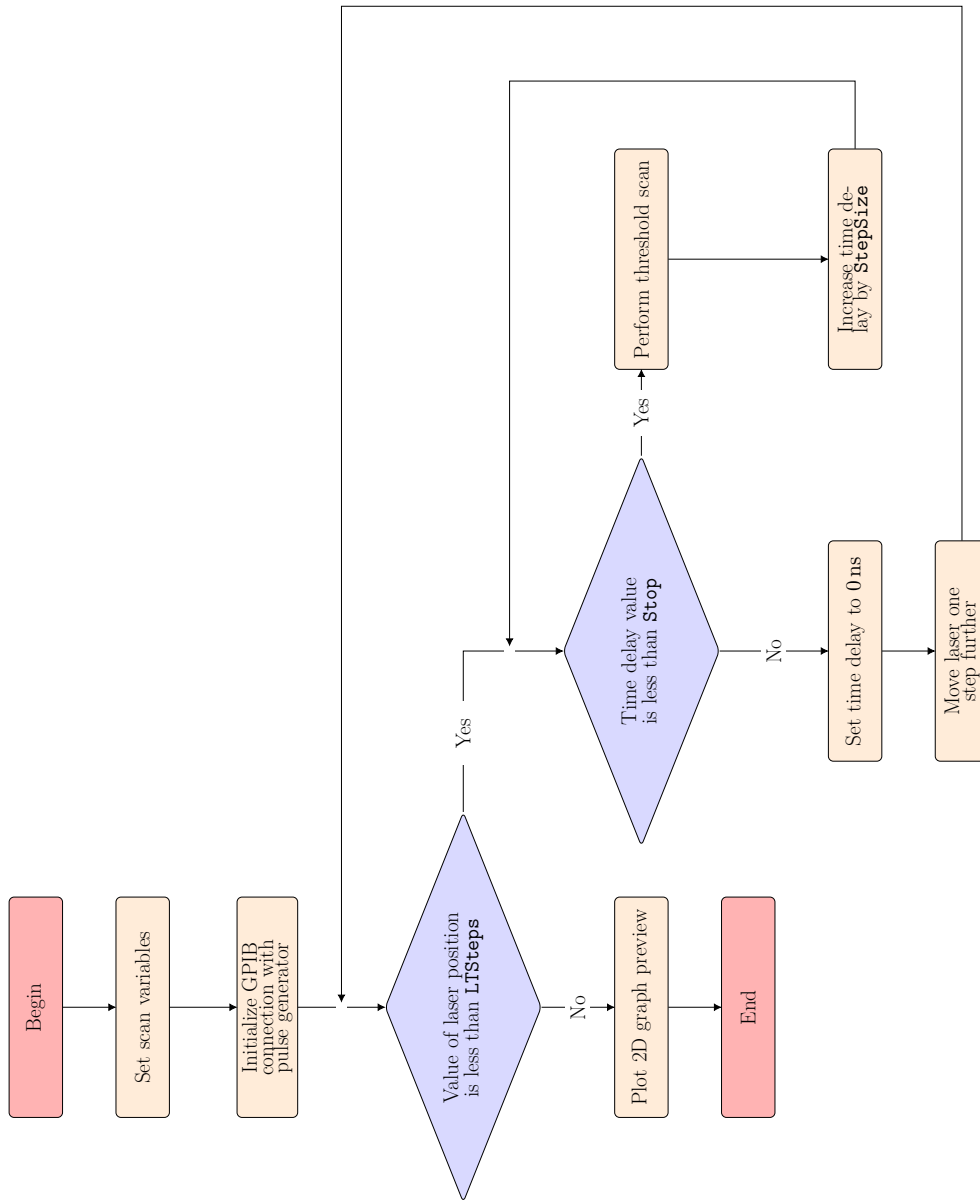 Begin
Set scan variables
Initialize GPIB
connection with
pulse generator
Value of laser position
is less than LTSteps
Yes
No
Plot 2D graph preview
End
Time delay value
is less than Stop
Yes
No
Perform threshold scan
Increase time de-
lay by StepSize
Set time delay to 0 ns
Move laser one
step further